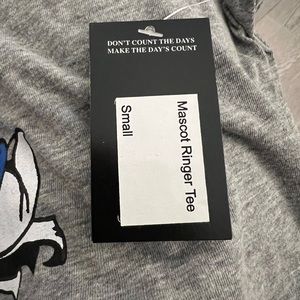 DON'T COUNT THE DAYS
MAKE THE DAY'S COUNT
Mascot Ringer Tee
Small